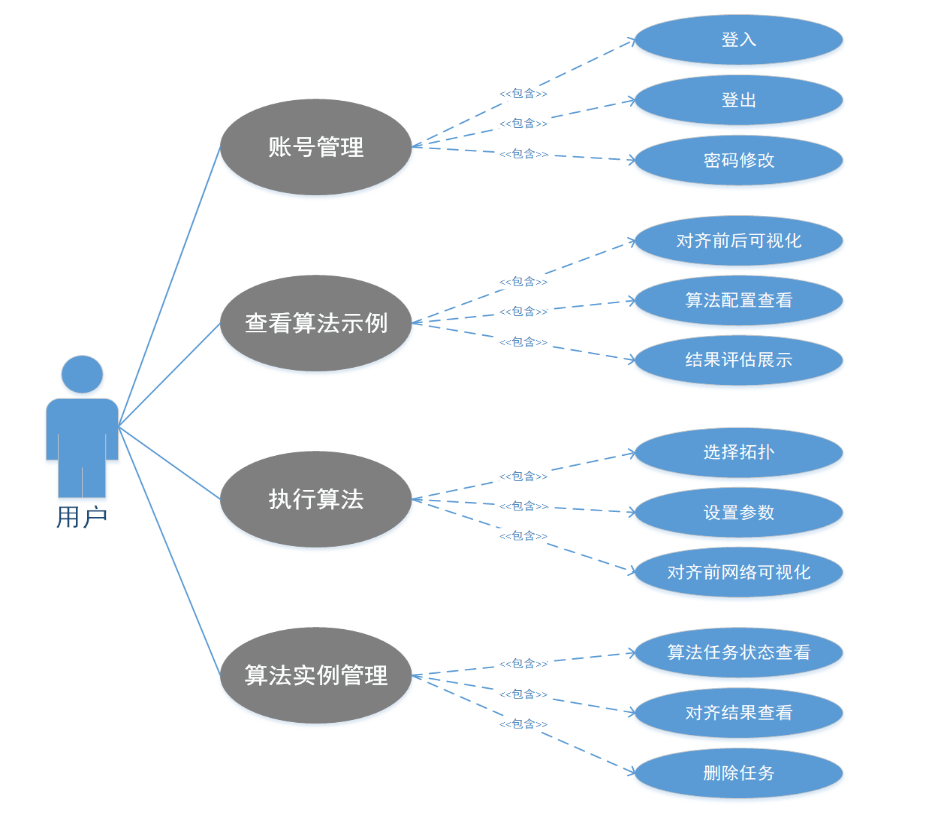 登入
<<包含>>
账号管理
<<包含>>
登出
<<包含>>
密码修改
对齐前后可视化
<<包含>>
查看算法示例
<<包含>>
算法配置查看
<<包含>>
结果评估展示
用户
选择拓扑
<<包含>>
执行算法
<<包含>>
设置参数
<<包含>>
对齐前网络可视化
算法任务状态查看
<<包含>>
算法实例管理
<<包含>>
对齐结果查看
<<包含>>
删除任务